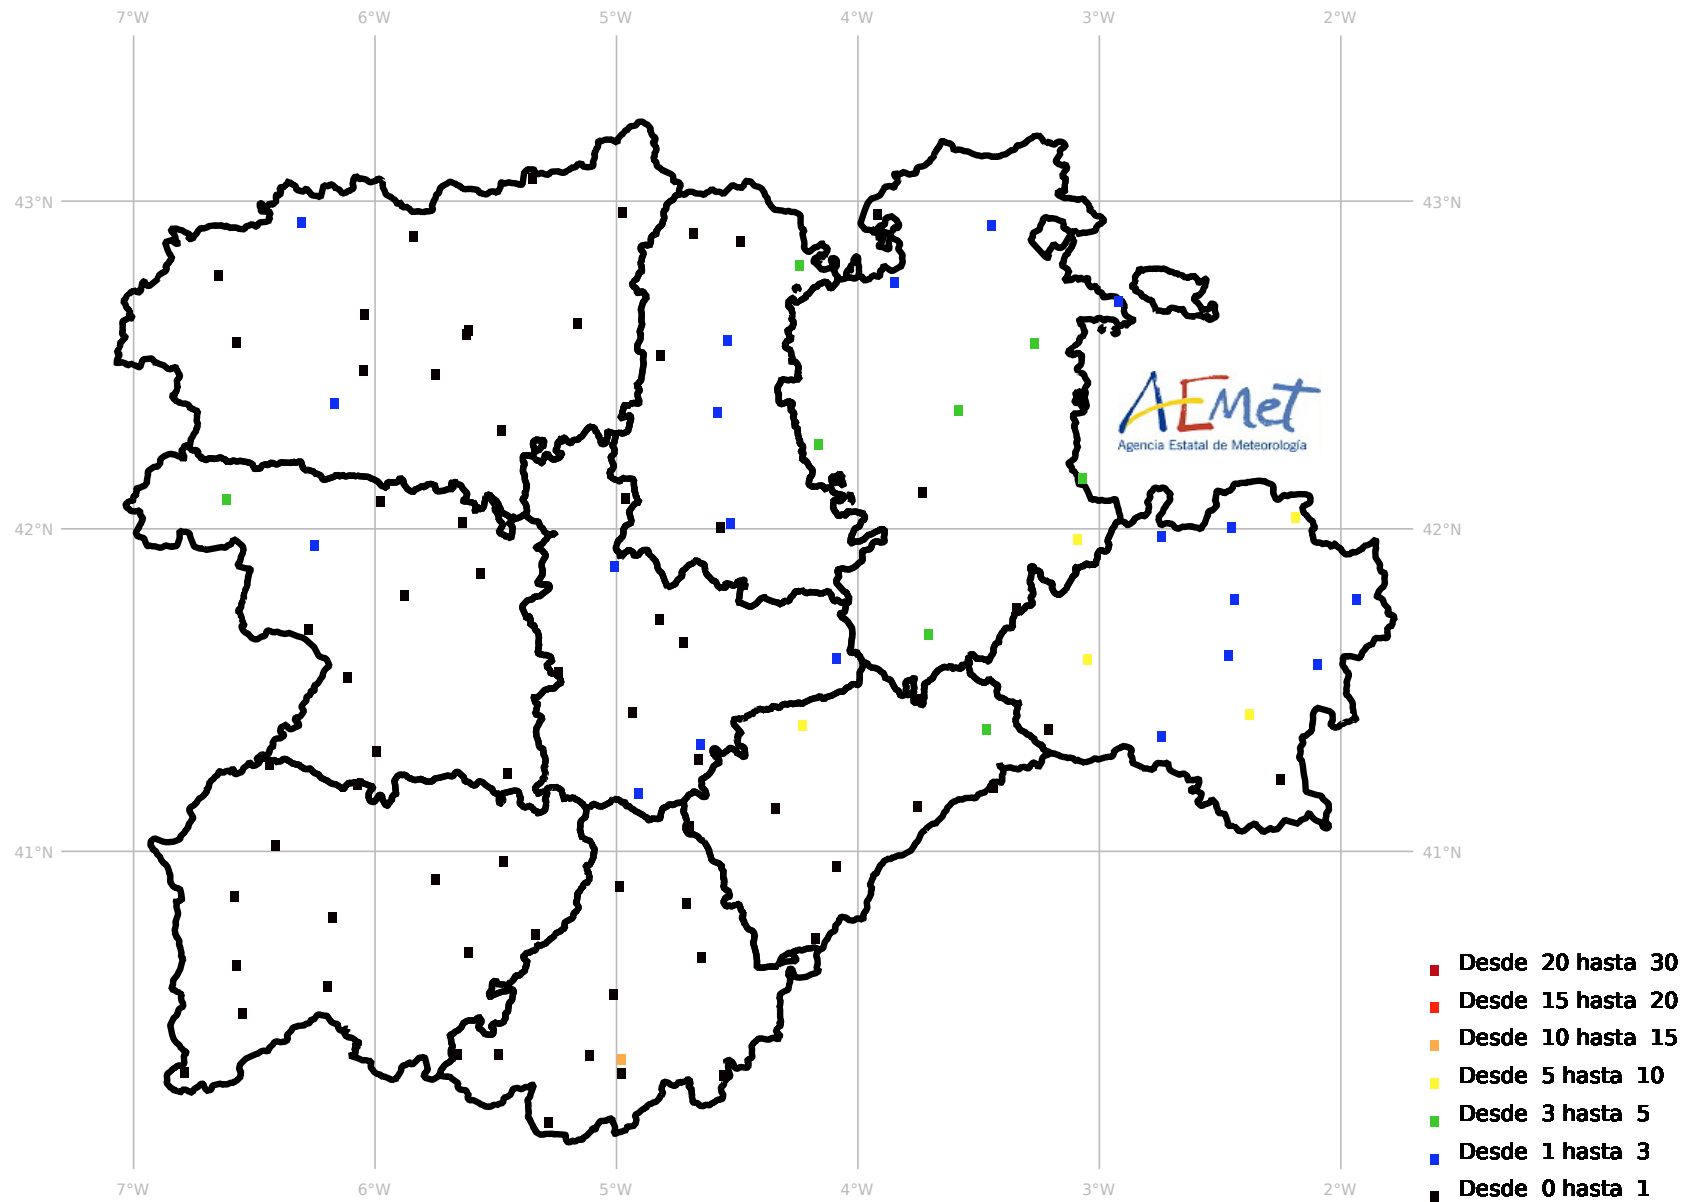 7°W 6°W 5°W 4°W 3°W 2°W
43°N 43°N
AEMet
Agencia Estatal de Meteorología
42°N 42°N
41°N 41°N
Desde 20 hasta 30
Desde 15 hasta 20
Desde 10 hasta 15
Desde 5 hasta 10
Desde 3 hasta 5
Desde 1 hasta 3
Desde 0 hasta 1
7°W 6°W 5°W 4°W 3°W 2°W